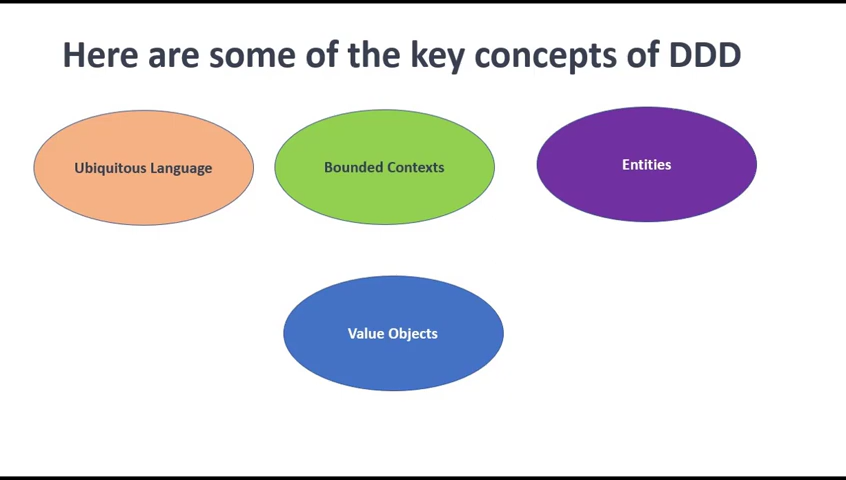 Here are some of the key concepts of DDD
Ubiquitous Language
Bounded Contexts
Entities
Value Objects